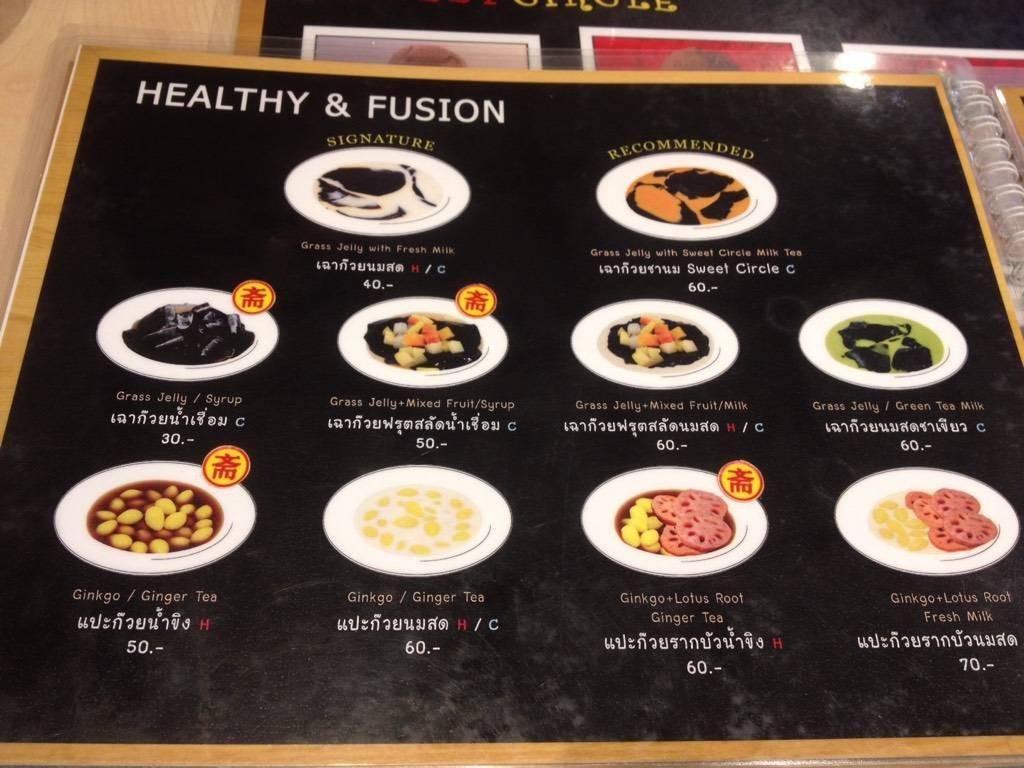 CIRCLE
HEALTHY & FUSION
SIGNATURE
Grass Jelly with Fresh Milk
เฉาก๊วยนมสด H / C
40.-
RECOMMENDED
Grass Jelly with Sweet Circle Milk Tea
เฉาก๊วยชานม Sweet Circle C
60.-
斋
Grass Jelly / Syrup
เฉาก๊วยน้ำเชื่อม C
30.-
斋
Grass Jelly+Mixed Fruit/Syrup
เฉาก๊วยฟรุตสลัดน้ำเชื่อม C
50.-
Grass Jelly+Mixed Fruit/Milk
เฉาก๊วยฟรุตสลัดนมสด H / C
60.-
Grass Jelly / Green Tea Milk
เฉาก๊วยนมสดชาเขียว C
60.-
斋
Ginkgo / Ginger Tea
แปะก๊วยน้ำขิง H
50.-
Ginkgo / Ginger Tea
แปะก๊วยนมสด H / C
60.-
斋
Ginkgo+Lotus Root
Ginger Tea
แปะก๊วยรากบัวน้ำขิง H
60.-
Ginkgo+Lotus Root
Fresh Milk
แปะก๊วยรากบัวนมสด
70.-